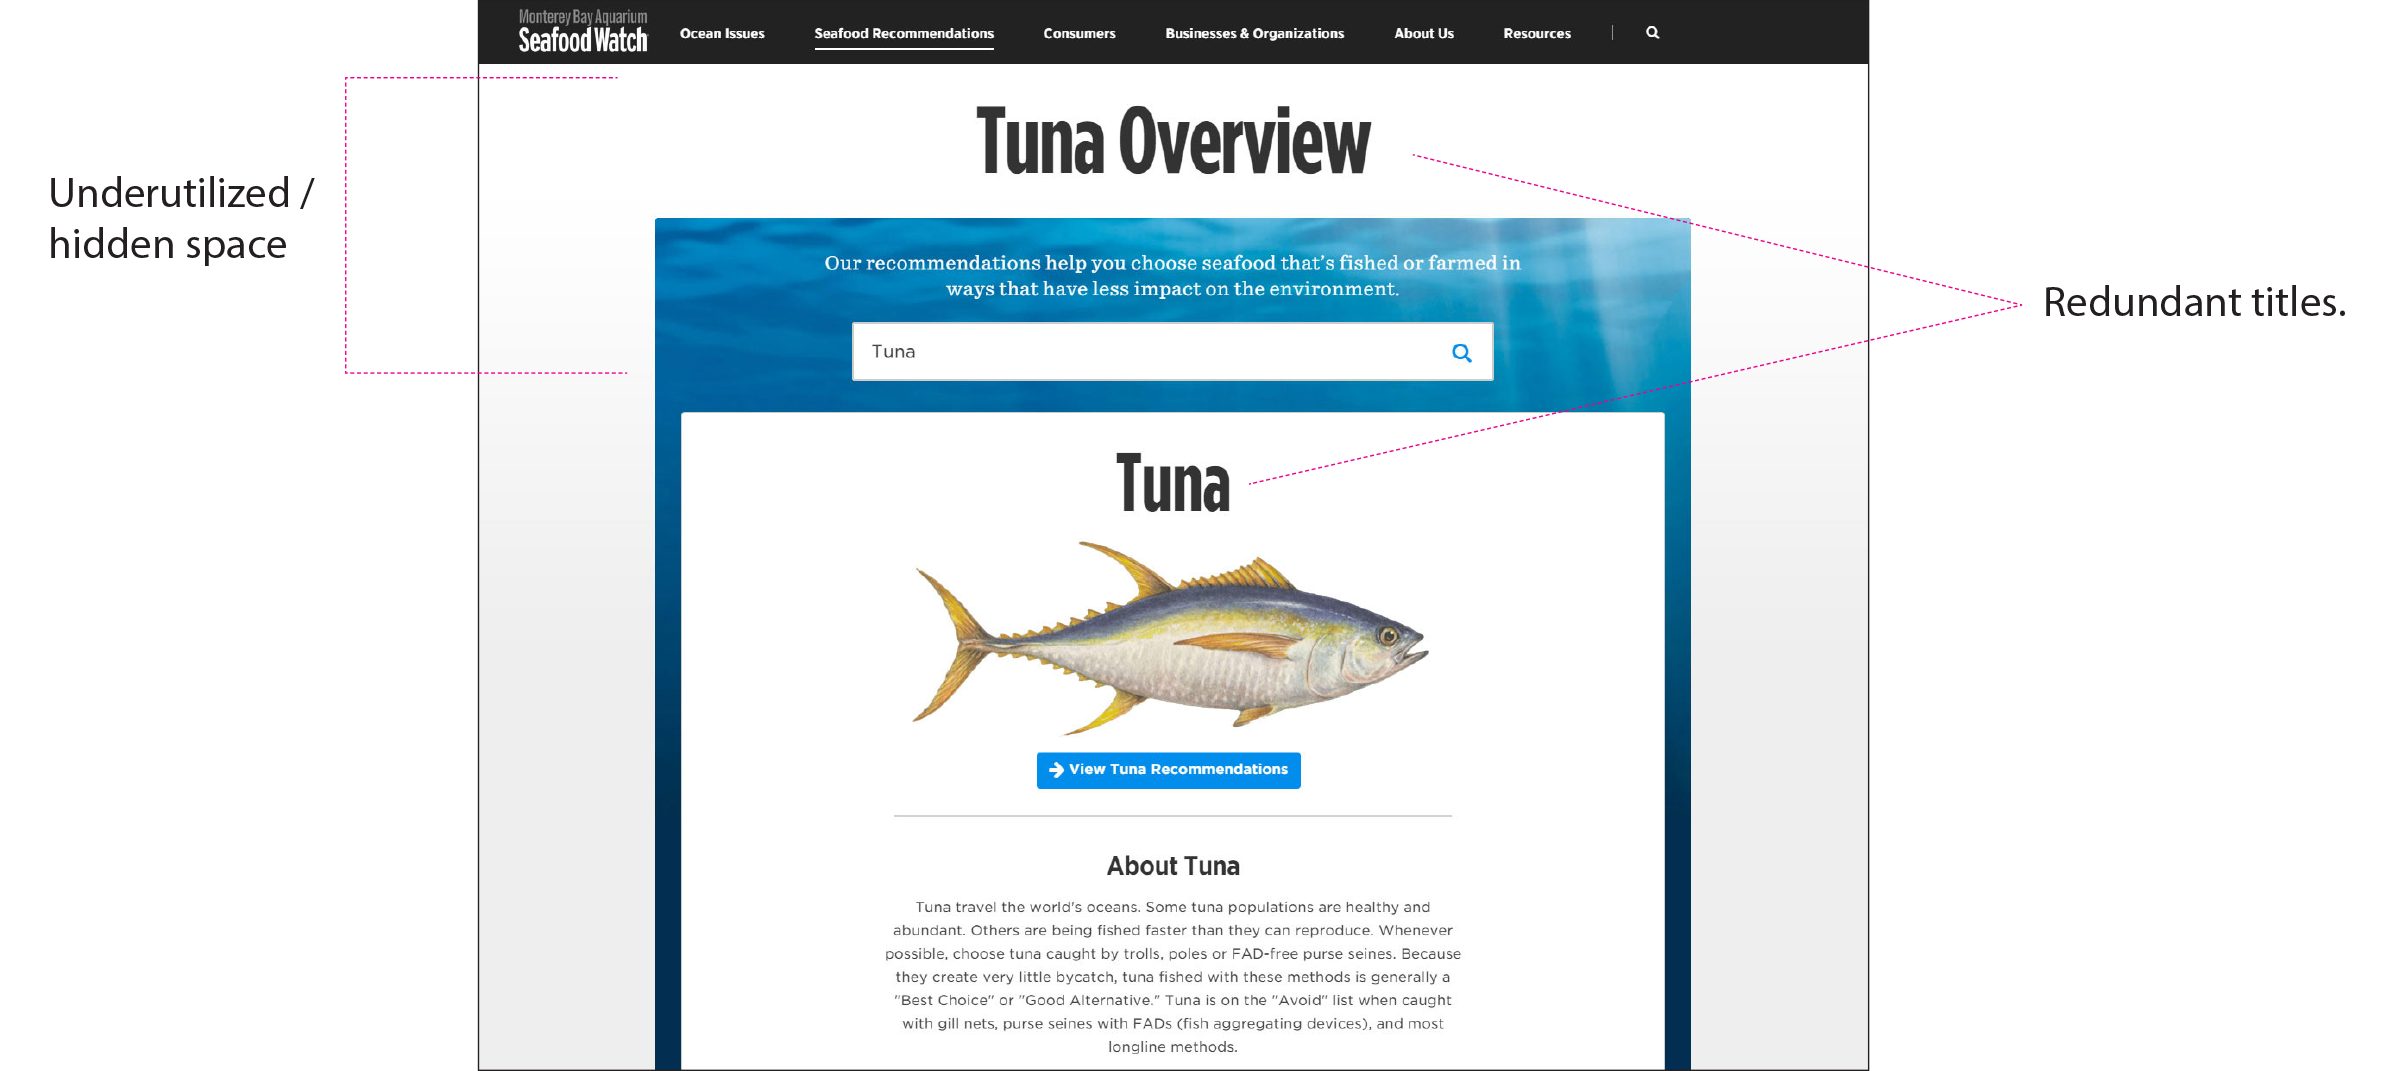 Monterey Bay Aquarium
Seafood Watch
Ocean Issues
Seafood Recommendations
Consumers
Businesses & Organizations
About Us
Resources
Tuna Overview
Underutilized /
hidden space
Our recommendations help you choose seafood that's fished or farmed in
ways that have less impact on the environment.
Redundant titles.
Tuna
Tuna
View Tuna Recommendations
About Tuna
Tuna travel the world's oceans. Some tuna populations are healthy and
abundant. Others are being fished faster than they can reproduce. Whenever
possible, choose tuna caught by trolls, poles or FAD-free purse seines. Because
they create very little bycatch, tuna fished with these methods is generally a
"Best Choice" or "Good Alternative." Tuna is on the "Avoid" list when caught
with gill nets, purse seines with FADs (fish aggregating devices), and most
longline methods.